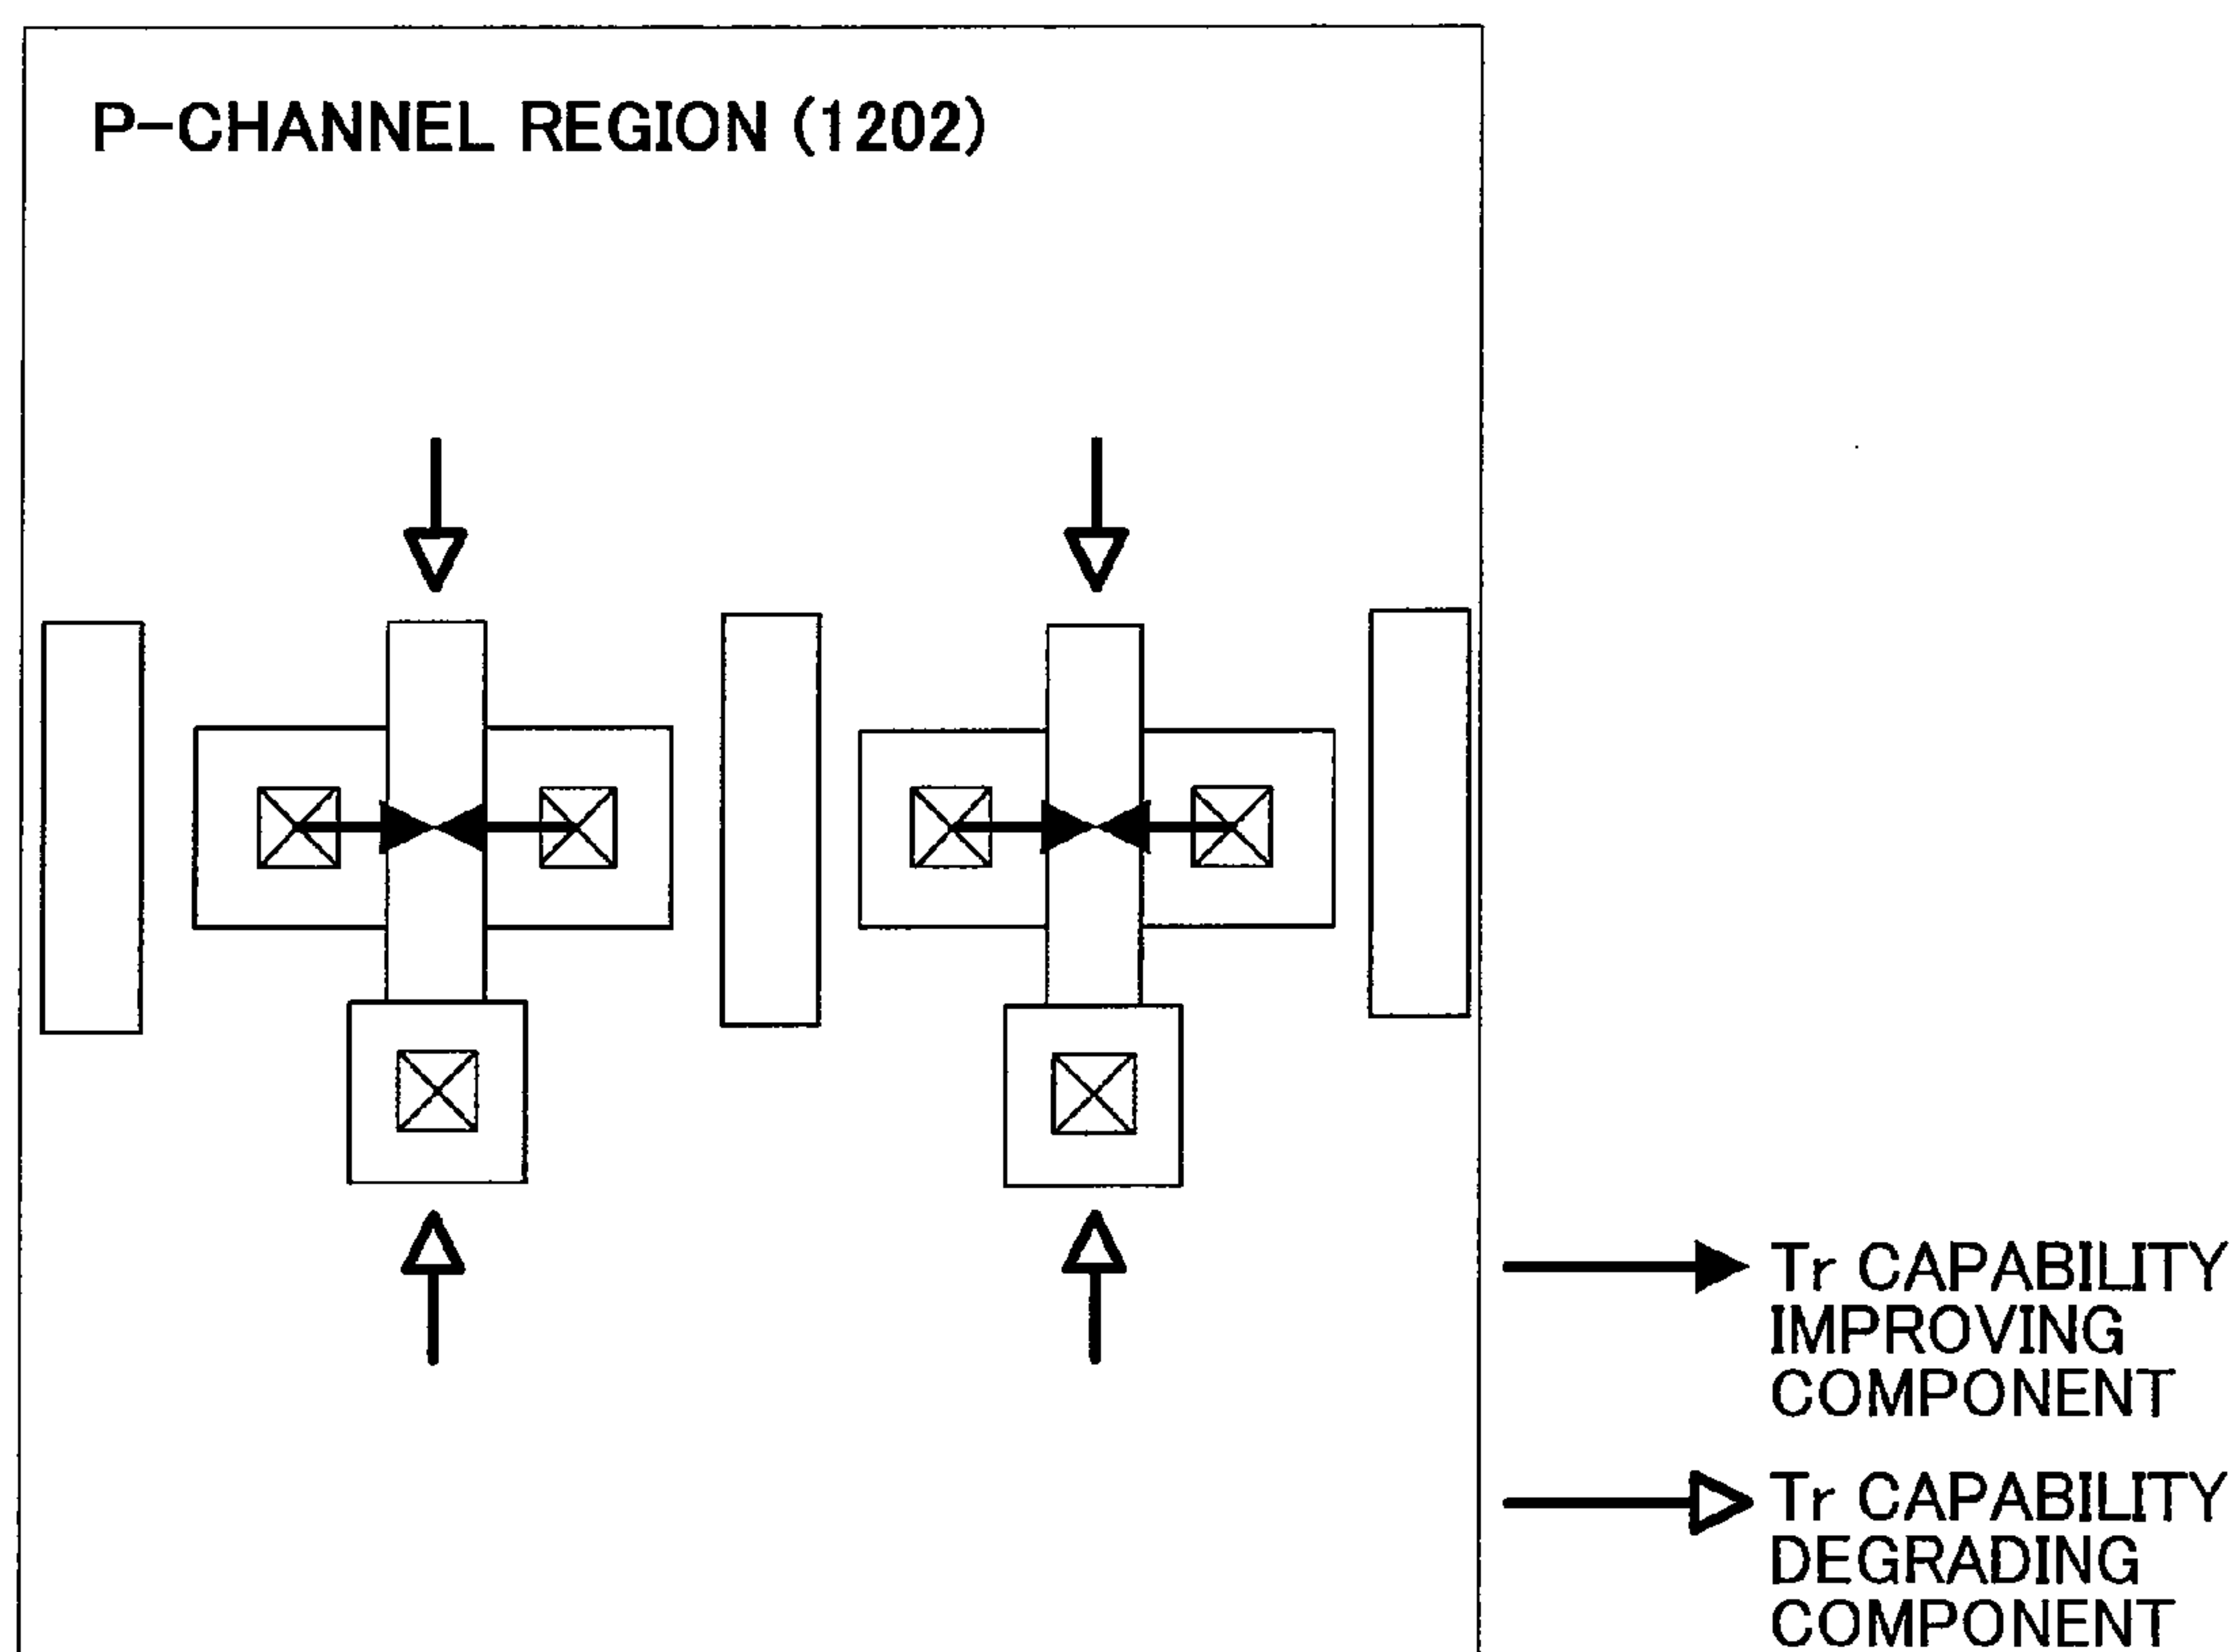 P-CHANNEL REGION (1202)
Tr CAPABILITY
IMPROVING
COMPONENT
Tr CAPABILITY
DEGRADING
COMPONENT